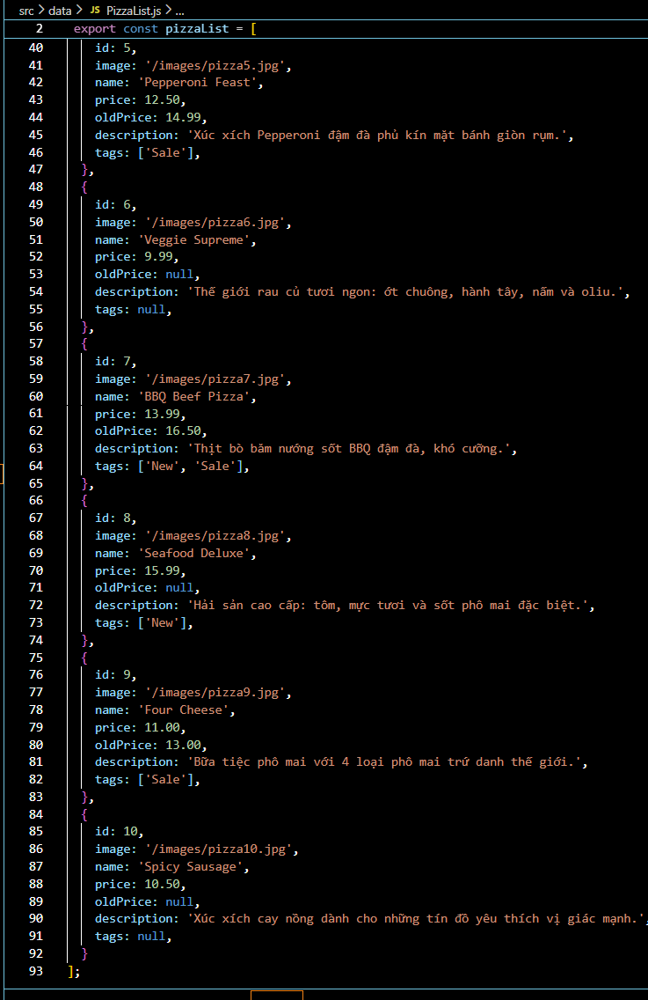 src > data > JS PizzaList.js > ...
2 export const pizzaList = [
40 id: 5,
41 image: '/images/pizza5.jpg',
42 name: 'Pepperoni Feast',
43 price: 12.50,
44 oldPrice: 14.99,
45 description: 'Xúc xích Pepperoni đậm đà phủ kín mặt bánh giòn rụm.',
46 tags: ['Sale'],
47 },
48 {
49 id: 6,
50 image: '/images/pizza6.jpg',
51 name: 'Veggie Supreme',
52 price: 9.99,
53 oldPrice: null,
54 description: 'Thế giới rau củ tươi ngon: ớt chuông, hành tây, nấm và oliu.',
55 tags: null,
56 },
57 {
58 id: 7,
59 image: '/images/pizza7.jpg',
60 name: 'BBQ Beef Pizza',
61 price: 13.99,
62 oldPrice: 16.50,
63 description: 'Thịt bò băm nướng sốt BBQ đậm đà, khó cưỡng.',
64 tags: ['New', 'Sale'],
65 },
66 {
67 id: 8,
68 image: '/images/pizza8.jpg',
69 name: 'Seafood Deluxe',
70 price: 15.99,
71 oldPrice: null,
72 description: 'Hải sản cao cấp: tôm, mực tươi và sốt phô mai đặc biệt.',
73 tags: ['New'],
74 },
75 {
76 id: 9,
77 image: '/images/pizza9.jpg',
78 name: 'Four Cheese',
79 price: 11.00,
80 oldPrice: 13.00,
81 description: 'Bữa tiệc phô mai với 4 loại phô mai trứ danh thế giới.',
82 tags: ['Sale'],
83 },
84 {
85 id: 10,
86 image: '/images/pizza10.jpg',
87 name: 'Spicy Sausage',
88 price: 10.50,
89 oldPrice: null,
90 description: 'Xúc xích cay nồng dành cho những tín đồ yêu thích vị giác mạnh.',
91 tags: null,
92 }
93 ];